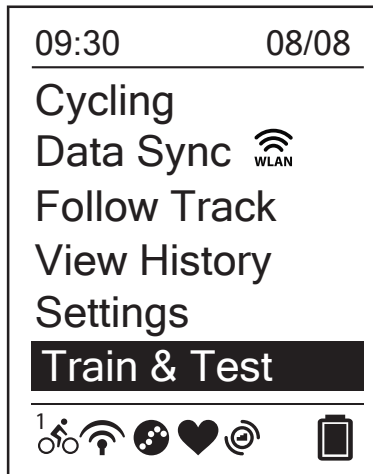 09:30 08/08
Cycling
Data Sync WLAN
Follow Track
View History
Settings
Train & Test
1